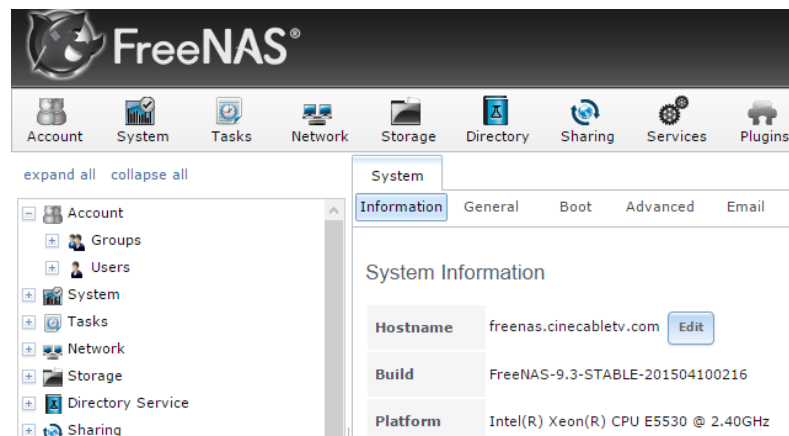 FreeNAS®
Account System Tasks Network Storage Directory Sharing Services Plugins
expand all collapse all
System
Information General Boot Advanced Email
Account
Groups
Users
System
Tasks
Network
Storage
Directory Service
Sharing
System Information
Hostname freenas.cinecabletv.com Edit
Build FreeNAS-9.3-STABLE-201504100216
Platform Intel(R) Xeon(R) CPU E5530 @ 2.40GHz